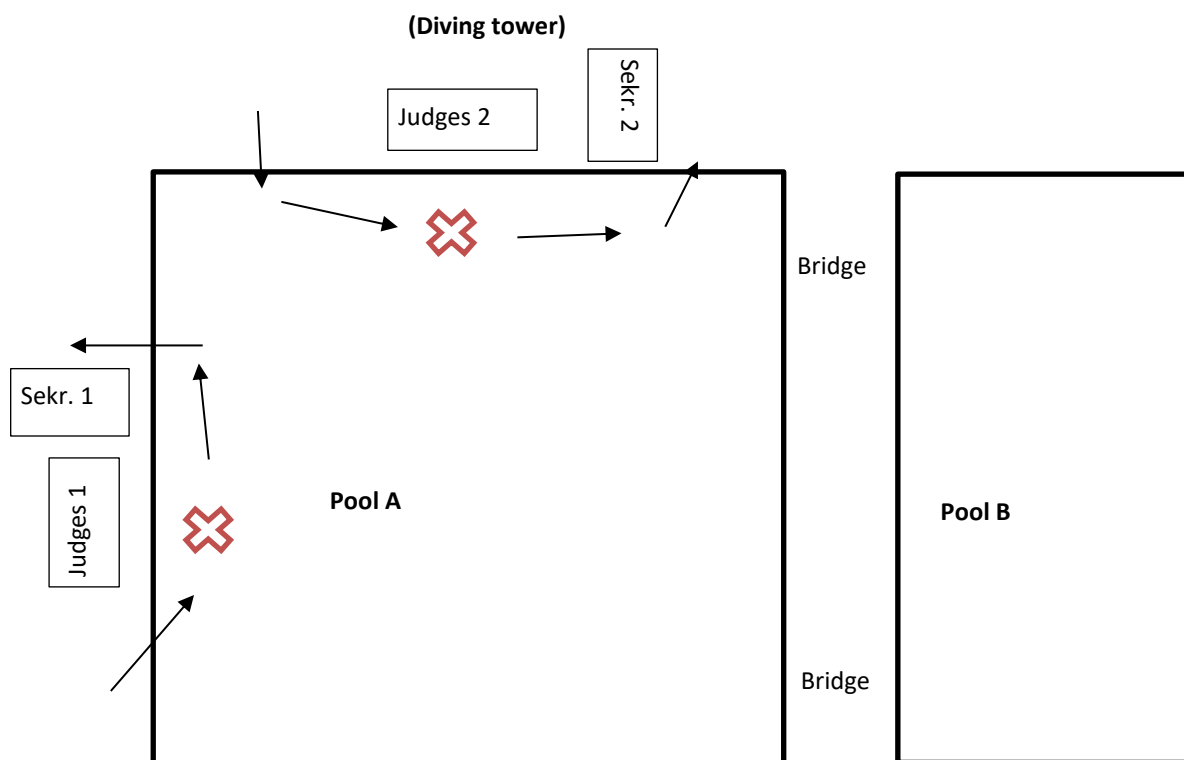 (Diving tower)
Judges 2
Sekr. 2
Bridge
Sekr. 1
Judges 1
Pool A
Pool B
Bridge